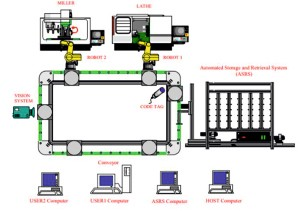 MILLER
LATHE
ROBOT 2
ROBOT 1
Automated Storage and Retrieval System
(ASRS)
VISION
SYSTEM
CODE TAG
Conveyor
USER2 Computer
USER3 Computer
ASRS Computer
HOST Computer